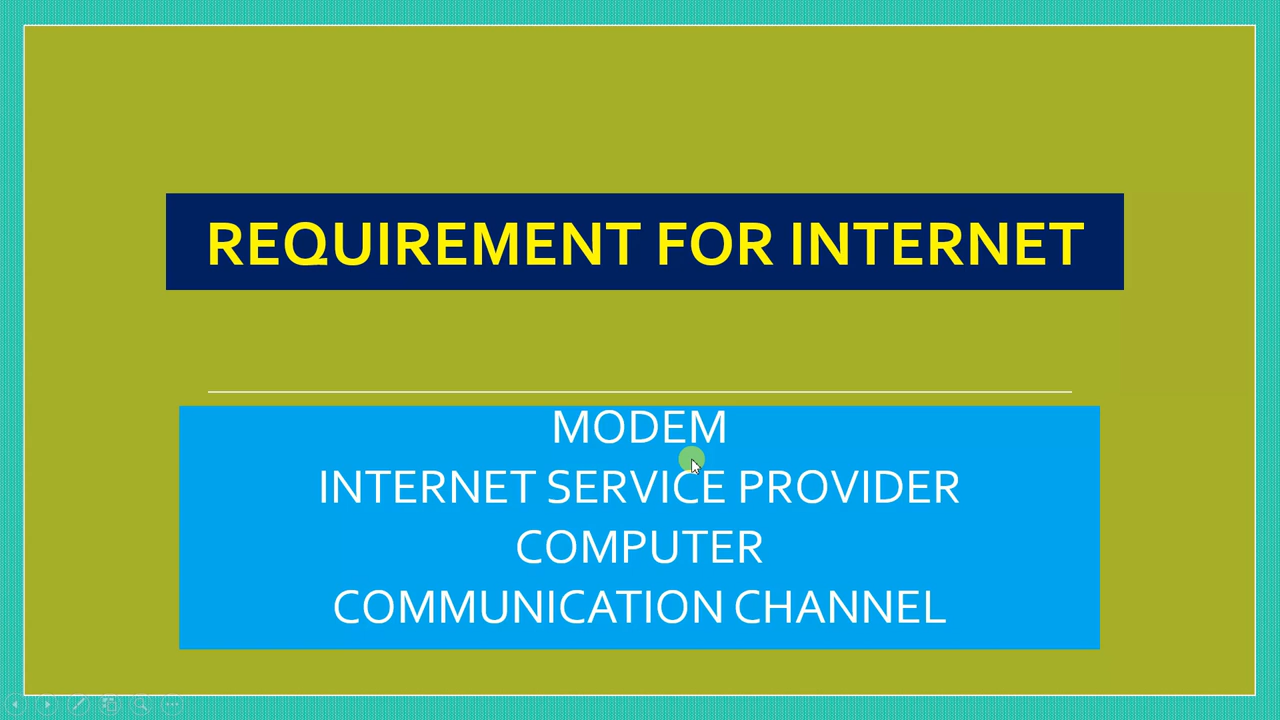 REQUIREMENT FOR INTERNET
MODEM
INTERNET SERVICE PROVIDER
COMPUTER
COMMUNICATION CHANNEL